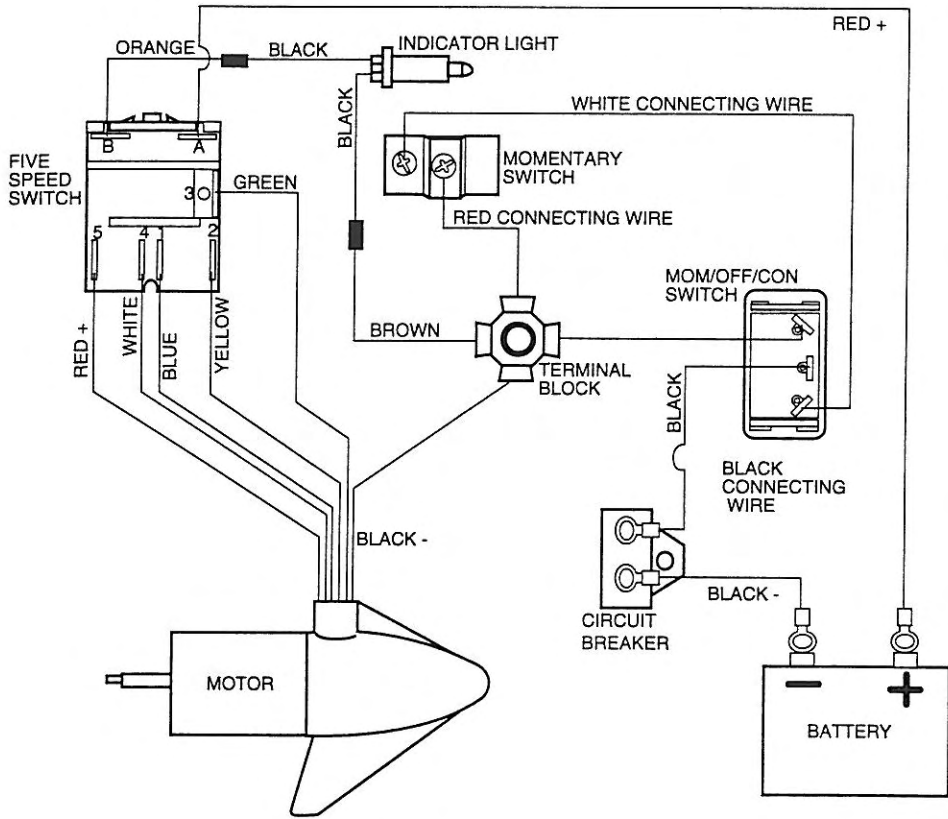 RED +
ORANGE
BLACK
INDICATOR LIGHT
BLACK
WHITE CONNECTING WIRE
B
A
FIVE
SPEED
SWITCH
3
GREEN
MOMENTARY
SWITCH
RED CONNECTING WIRE
5
4
1
2
MOM/OFF/CON
SWITCH
RED +
WHITE
BLUE
YELLOW
BROWN
TERMINAL
BLOCK
BLACK
BLACK
CONNECTING
WIRE
BLACK -
BLACK -
CIRCUIT
BREAKER
MOTOR
BATTERY